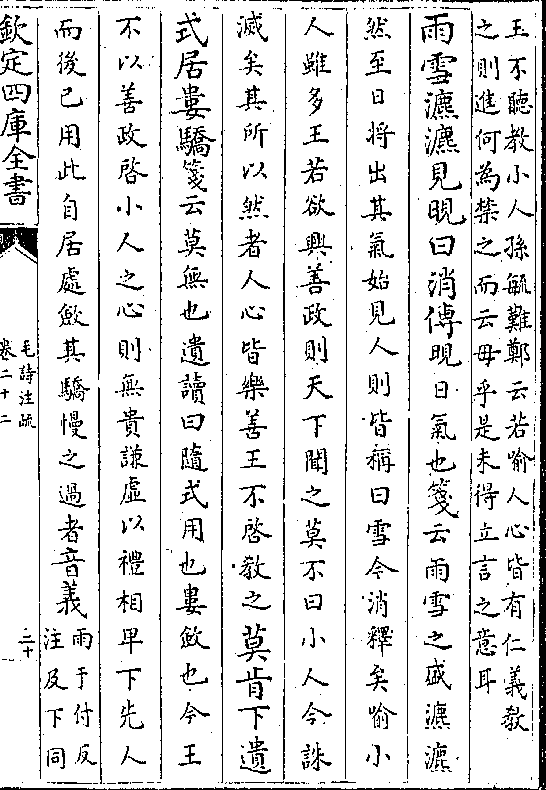 王不聽教小人孫毓難鄭云若喻人心皆有仁義教
之則進何為禁之而云毋乎是未得立言之意耳
雨雪瀌瀌見晛曰消傳晛日氣也箋云雨雪之盛瀌瀌
然至日將出其氣始見人則皆稱曰雪今消釋矣喻小
人雖多王若欲興善政則天下聞之莫不曰小人今誅
滅矣其所以然者人心皆樂善王不啓教之莫肯下遺
式居婁驕箋云莫無也遺讀曰隨式用也婁斂也今王
不以善政啓小人之心則無貴謙虛以禮相卑下先人
而後已用此自居處斂其驕慢之過者音義
雨于付反
注及下同
欽定四庫全書
毛詩注疏
卷二十二
二十